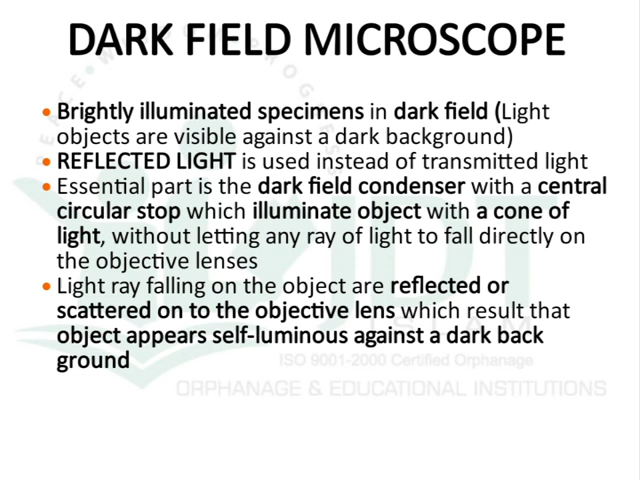 DARK FIELD MICROSCOPE
• Brightly illuminated specimens in dark field (Light
objects are visible against a dark background)
• REFLECTED LIGHT is used instead of transmitted light
• Essential part is the dark field condenser with a central
circular stop which illuminate object with a cone of
light, without letting any ray of light to fall directly on
the objective lenses
• Light ray falling on the object are reflected or
scattered on to the objective lens which result that
object appears self-luminous against a dark back
ground
JDT
ISLAM
ISO 9001-2000 Certified Orphanage
ORPHANAGE & EDUCATIONAL INSTITUTIONS